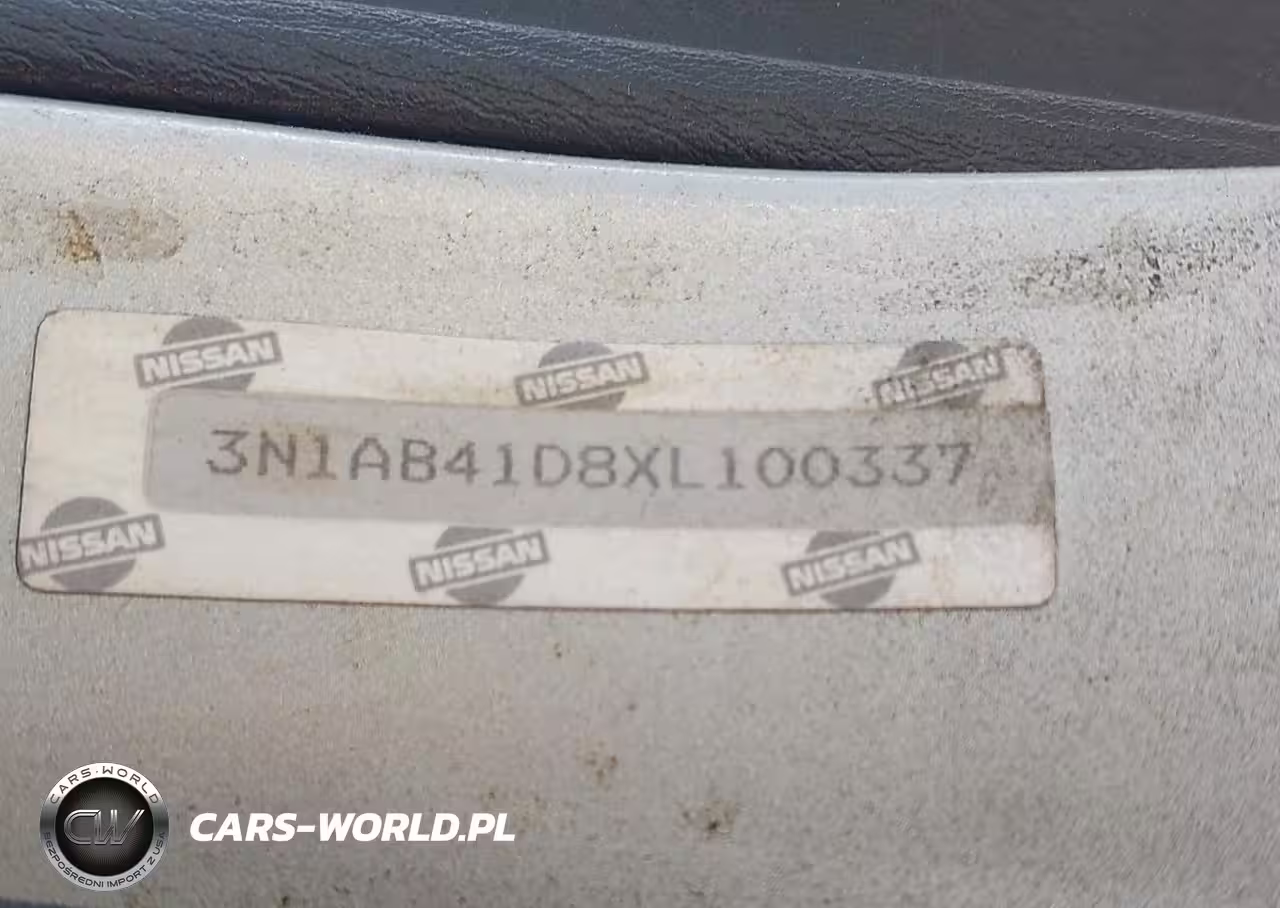 NISSAN NISSAN NISSAN
3N1AB41D8XL100337
NISSAN NISSAN NISSAN
CARS-WORLD
CW
BEZPOŚREDNI IMPORT Z USA
CARS-WORLD.PL